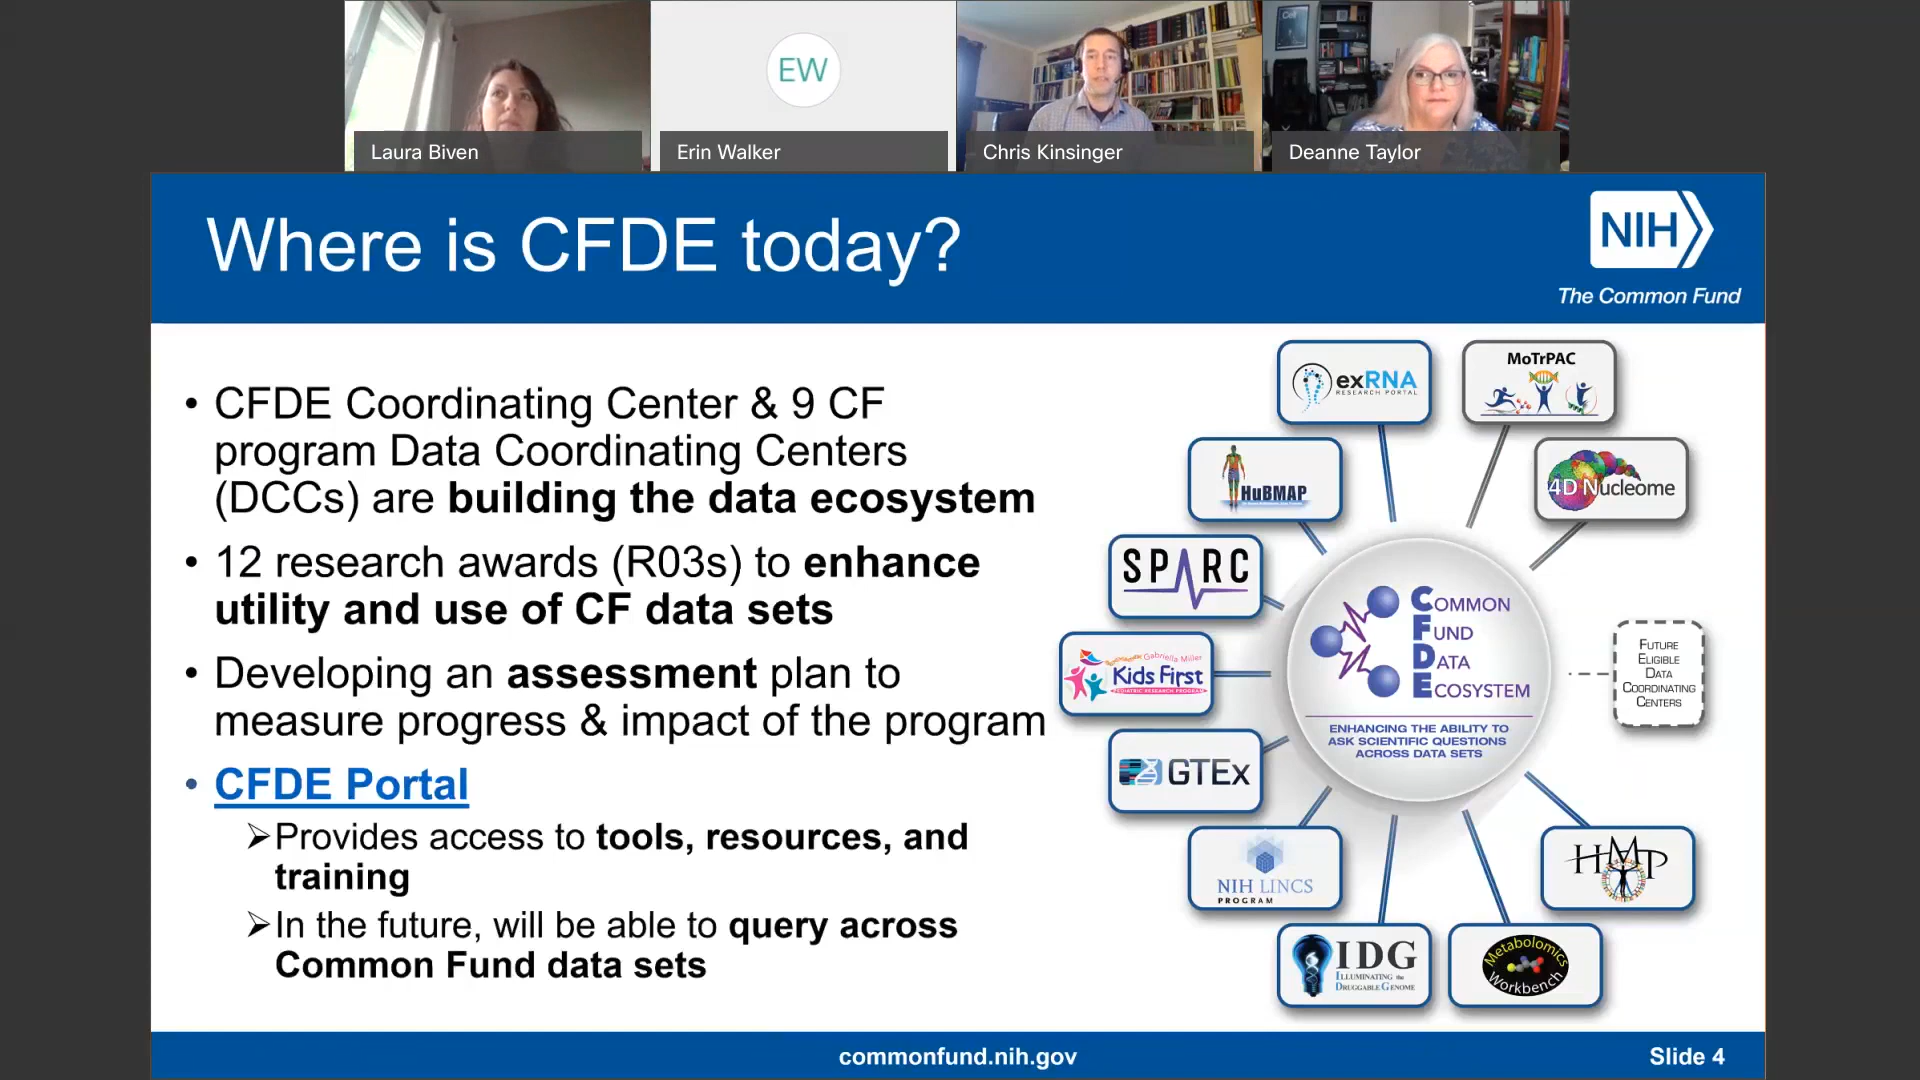 EW
Laura Biven
Erin Walker
Chris Kinsinger
Deanne Taylor
Where is CFDE today?
NIH
The Common Fund
• CFDE Coordinating Center & 9 CF
program Data Coordinating Centers
(DCCs) are building the data ecosystem
• 12 research awards (R03s) to enhance
utility and use of CF data sets
• Developing an assessment plan to
measure progress & impact of the program
• CFDE Portal
➢Provides access to tools, resources, and
training
➢In the future, will be able to query across
Common Fund data sets
exRNA
RESEARCH PORTAL
MoTrPAC
HuBMAP
4D Nucleome
SPARC
Gabriella Miller
Kids First
PEDIATRIC RESEARCH PROGRAM
GTEx
NIH LINCS
PROGRAM
IDG
ILLUMINATING the
DRUGGABLE GENOME
Metabolomics
Workbench
HMP
COMMON
FUND
DATA
ECOSYSTEM
ENHANCING THE ABILITY TO
ASK SCIENTIFIC QUESTIONS
ACROSS DATA SETS
FUTURE
ELIGIBLE
DATA
COORDINATING
CENTERS
commonfund.nih.gov
Slide 4